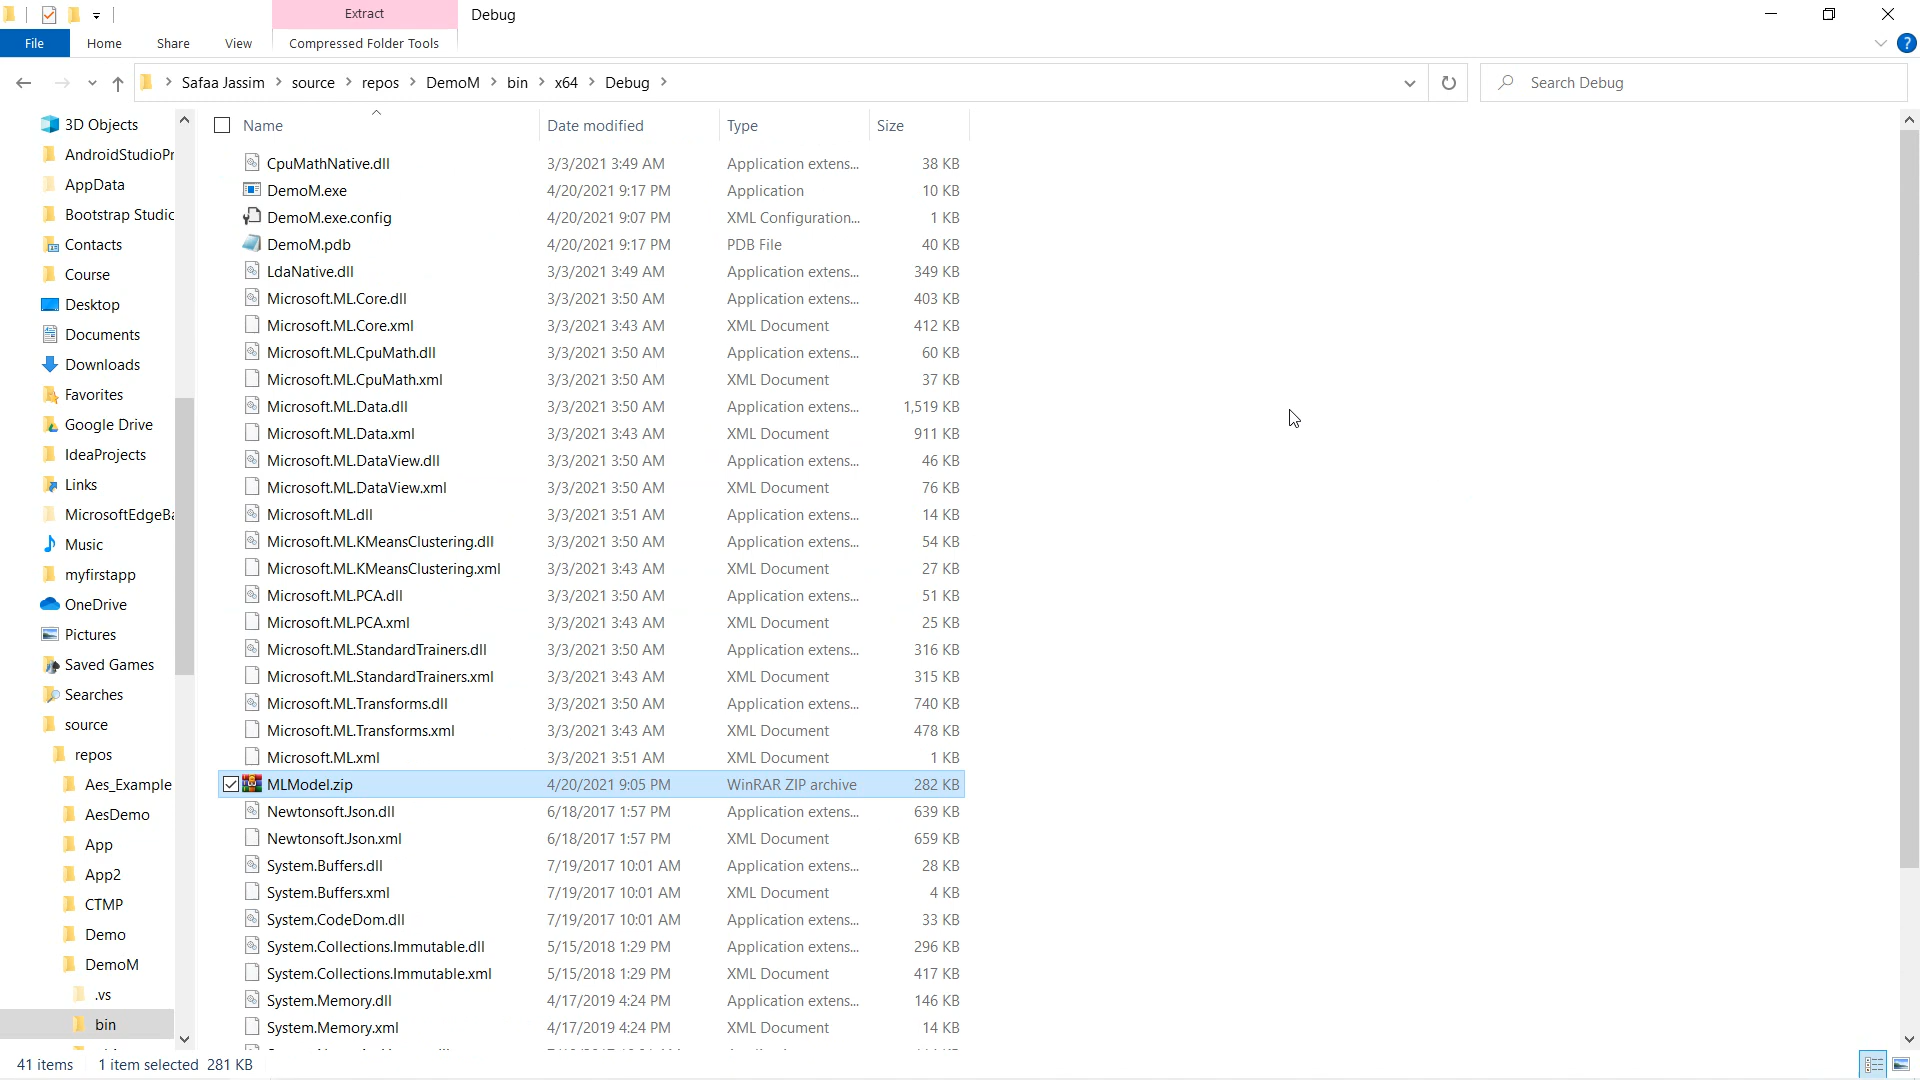 Extract
Debug
File
Home
Share
View
Compressed Folder Tools
?
Safaa Jassim
source
repos
DemoM
bin
x64
Debug
Search Debug
3D Objects
AndroidStudioPr
AppData
Bootstrap Studic
Contacts
Course
Desktop
Documents
Downloads
Favorites
Google Drive
IdeaProjects
Links
MicrosoftEdgeBa
Music
myfirstapp
OneDrive
Pictures
Saved Games
Searches
source
repos
Aes_Example
AesDemo
App
App2
CTMP
Demo
DemoM
.vs
bin
Name Date modified Type Size
CpuMathNative.dll 3/3/2021 3:49 AM Application extens... 38 KB
DemoM.exe 4/20/2021 9:17 PM Application 10 KB
DemoM.exe.config 4/20/2021 9:07 PM XML Configuration... 1 KB
DemoM.pdb 4/20/2021 9:17 PM PDB File 40 KB
LdaNative.dll 3/3/2021 3:49 AM Application extens... 349 KB
Microsoft.ML.Core.dll 3/3/2021 3:50 AM Application extens... 403 KB
Microsoft.ML.Core.xml 3/3/2021 3:43 AM XML Document 412 KB
Microsoft.ML.CpuMath.dll 3/3/2021 3:50 AM Application extens... 60 KB
Microsoft.ML.CpuMath.xml 3/3/2021 3:50 AM XML Document 37 KB
Microsoft.ML.Data.dll 3/3/2021 3:50 AM Application extens... 1,519 KB
Microsoft.ML.Data.xml 3/3/2021 3:43 AM XML Document 911 KB
Microsoft.ML.DataView.dll 3/3/2021 3:50 AM Application extens... 46 KB
Microsoft.ML.DataView.xml 3/3/2021 3:50 AM XML Document 76 KB
Microsoft.ML.dll 3/3/2021 3:51 AM Application extens... 14 KB
Microsoft.ML.KMeansClustering.dll 3/3/2021 3:50 AM Application extens... 54 KB
Microsoft.ML.KMeansClustering.xml 3/3/2021 3:43 AM XML Document 27 KB
Microsoft.ML.PCA.dll 3/3/2021 3:50 AM Application extens... 51 KB
Microsoft.ML.PCA.xml 3/3/2021 3:43 AM XML Document 25 KB
Microsoft.ML.StandardTrainers.dll 3/3/2021 3:50 AM Application extens... 316 KB
Microsoft.ML.StandardTrainers.xml 3/3/2021 3:43 AM XML Document 315 KB
Microsoft.ML.Transforms.dll 3/3/2021 3:50 AM Application extens... 740 KB
Microsoft.ML.Transforms.xml 3/3/2021 3:43 AM XML Document 478 KB
Microsoft.ML.xml 3/3/2021 3:51 AM XML Document 1 KB
MLModel.zip 4/20/2021 9:05 PM WinRAR ZIP archive 282 KB
Newtonsoft.Json.dll 6/18/2017 1:57 PM Application extens... 639 KB
Newtonsoft.Json.xml 6/18/2017 1:57 PM XML Document 659 KB
System.Buffers.dll 7/19/2017 10:01 AM Application extens... 28 KB
System.Buffers.xml 7/19/2017 10:01 AM XML Document 4 KB
System.CodeDom.dll 7/19/2017 10:01 AM Application extens... 33 KB
System.Collections.Immutable.dll 5/15/2018 1:29 PM Application extens... 296 KB
System.Collections.Immutable.xml 5/15/2018 1:29 PM XML Document 417 KB
System.Memory.dll 4/17/2019 4:24 PM Application extens... 146 KB
System.Memory.xml 4/17/2019 4:24 PM XML Document 14 KB
41 items 1 item selected 281 KB